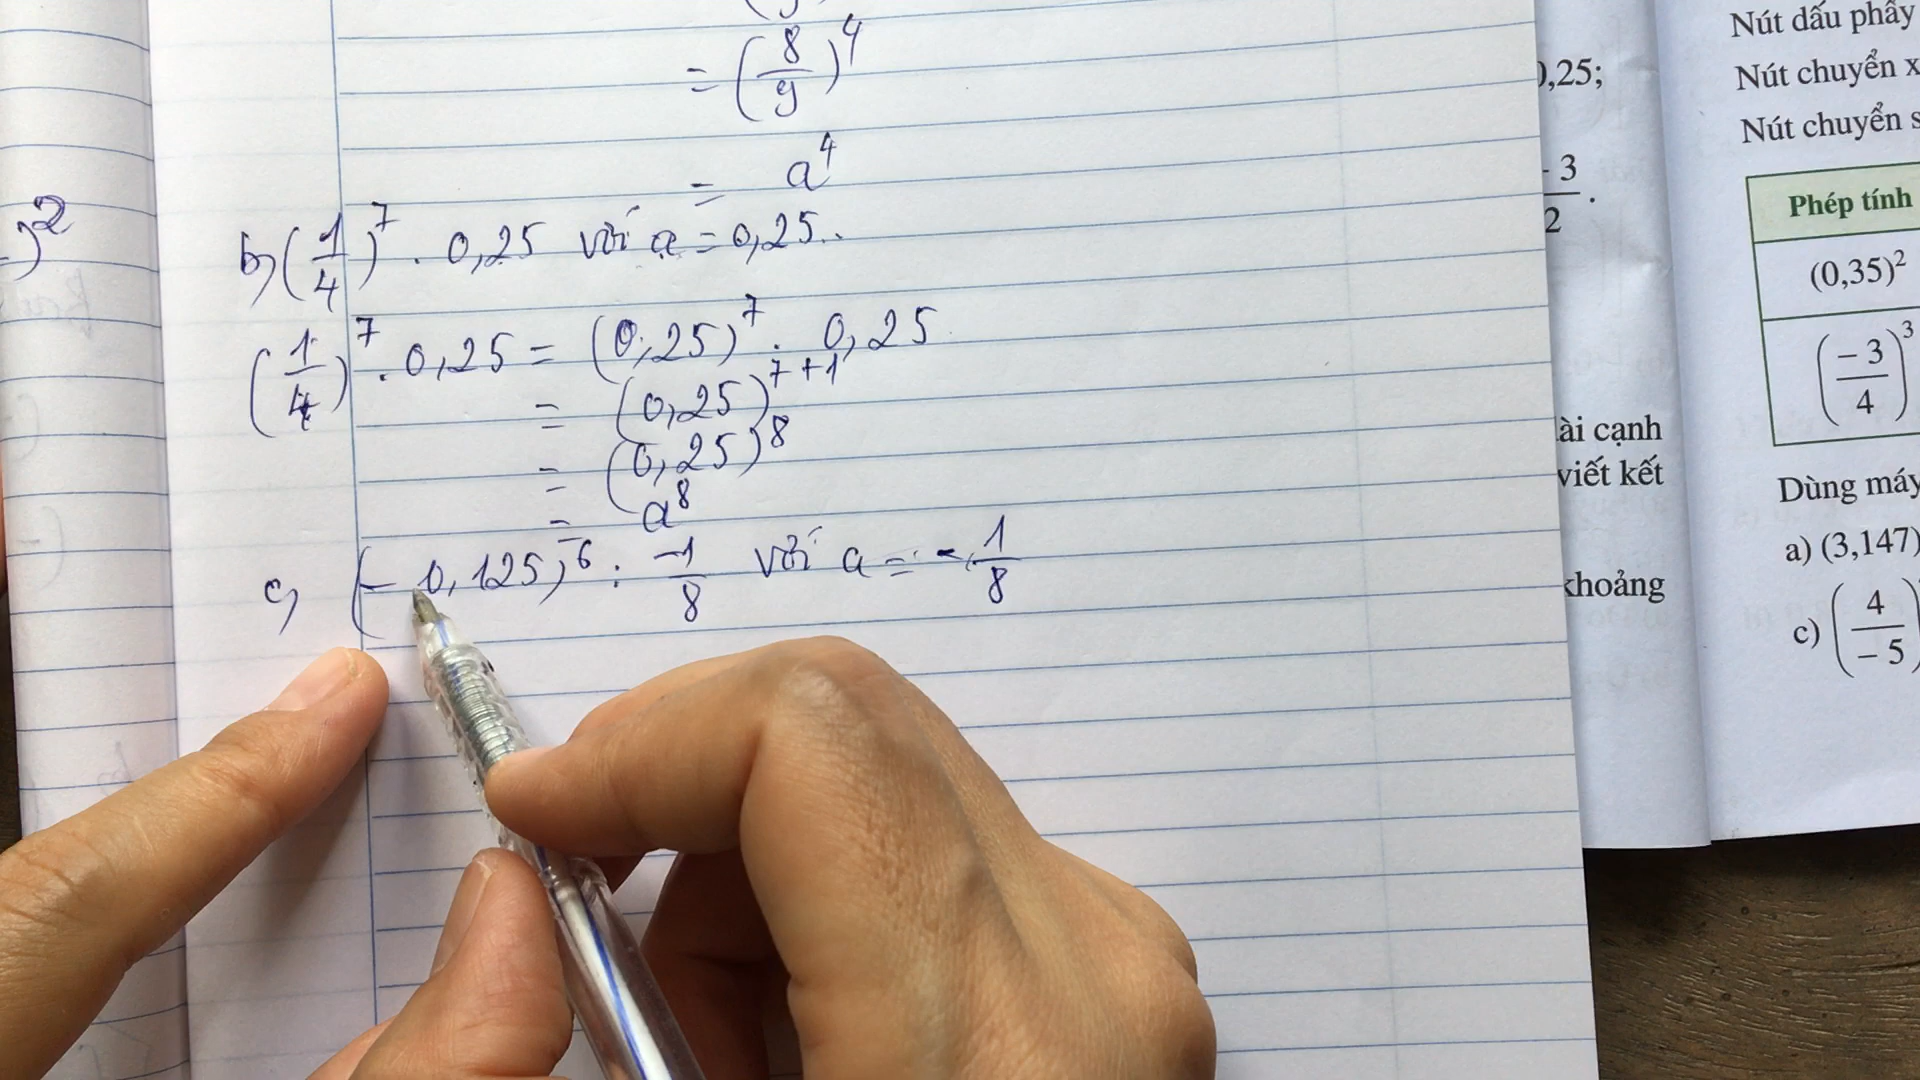 = (8/9)^4
= a^4
b, (1/4)^7 . 0,25 với a = 0,25.
(1/4)^7 . 0,25 = (0,25)^7 . 0,25
= (0,25)^7+1
= (0,25)^8
= a^8
c, (-0,125)^6 : -1/8 với a = -1/8
)^2
,25;
-3/2 .
ài cạnh
viết kết
khoảng
Nút dấu phẩy
Nút chuyển
Nút chuyển
Phép tính
(0,35)^2
(-3/4)^3
Dùng máy
a) (3,147)
c) (4/-5)